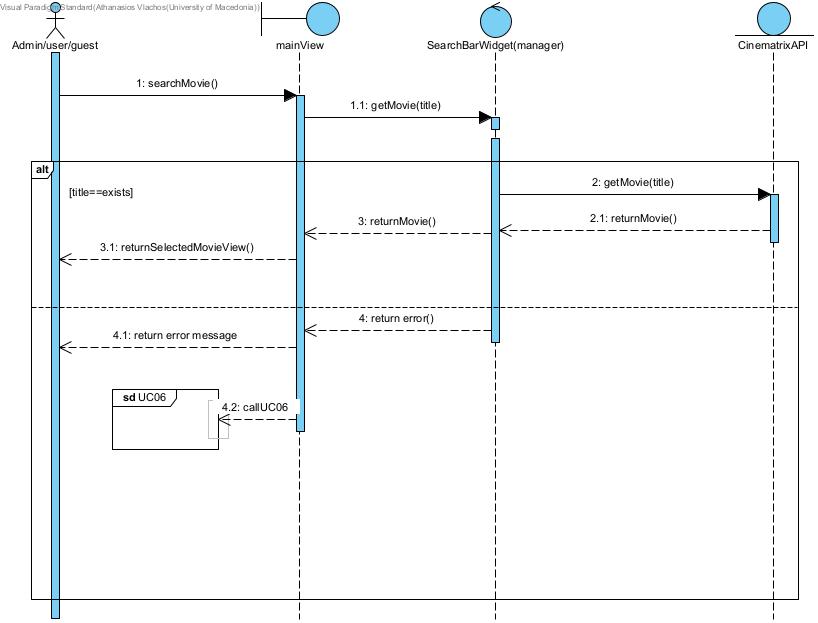 Visual Paradigm Standard(Athanasios Vlachos(University of Macedonia))
Admin/user/guest
mainView
SearchBarWidget(manager)
CinematrixAPI
1: searchMovie()
1.1: getMovie(title)
alt
[title==exists]
2: getMovie(title)
2.1: returnMovie()
3: returnMovie()
3.1: returnSelectedMovieView()
4: return error()
4.1: return error message
sd UC06
4.2: callUC06